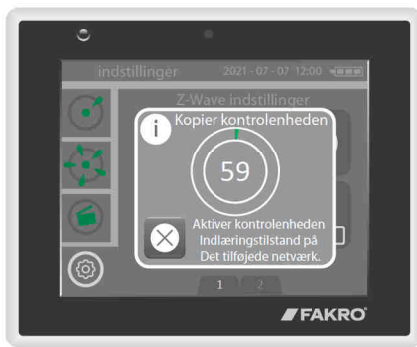 indstillinger 2021 - 07 - 07 12:00
Z-Wave indstillinger
i
Kopier kontrolenheden
59
Aktiver kontrolenheden
Indlæringstilstand på
Det tilføjede netværk.
1 2
FAKRO